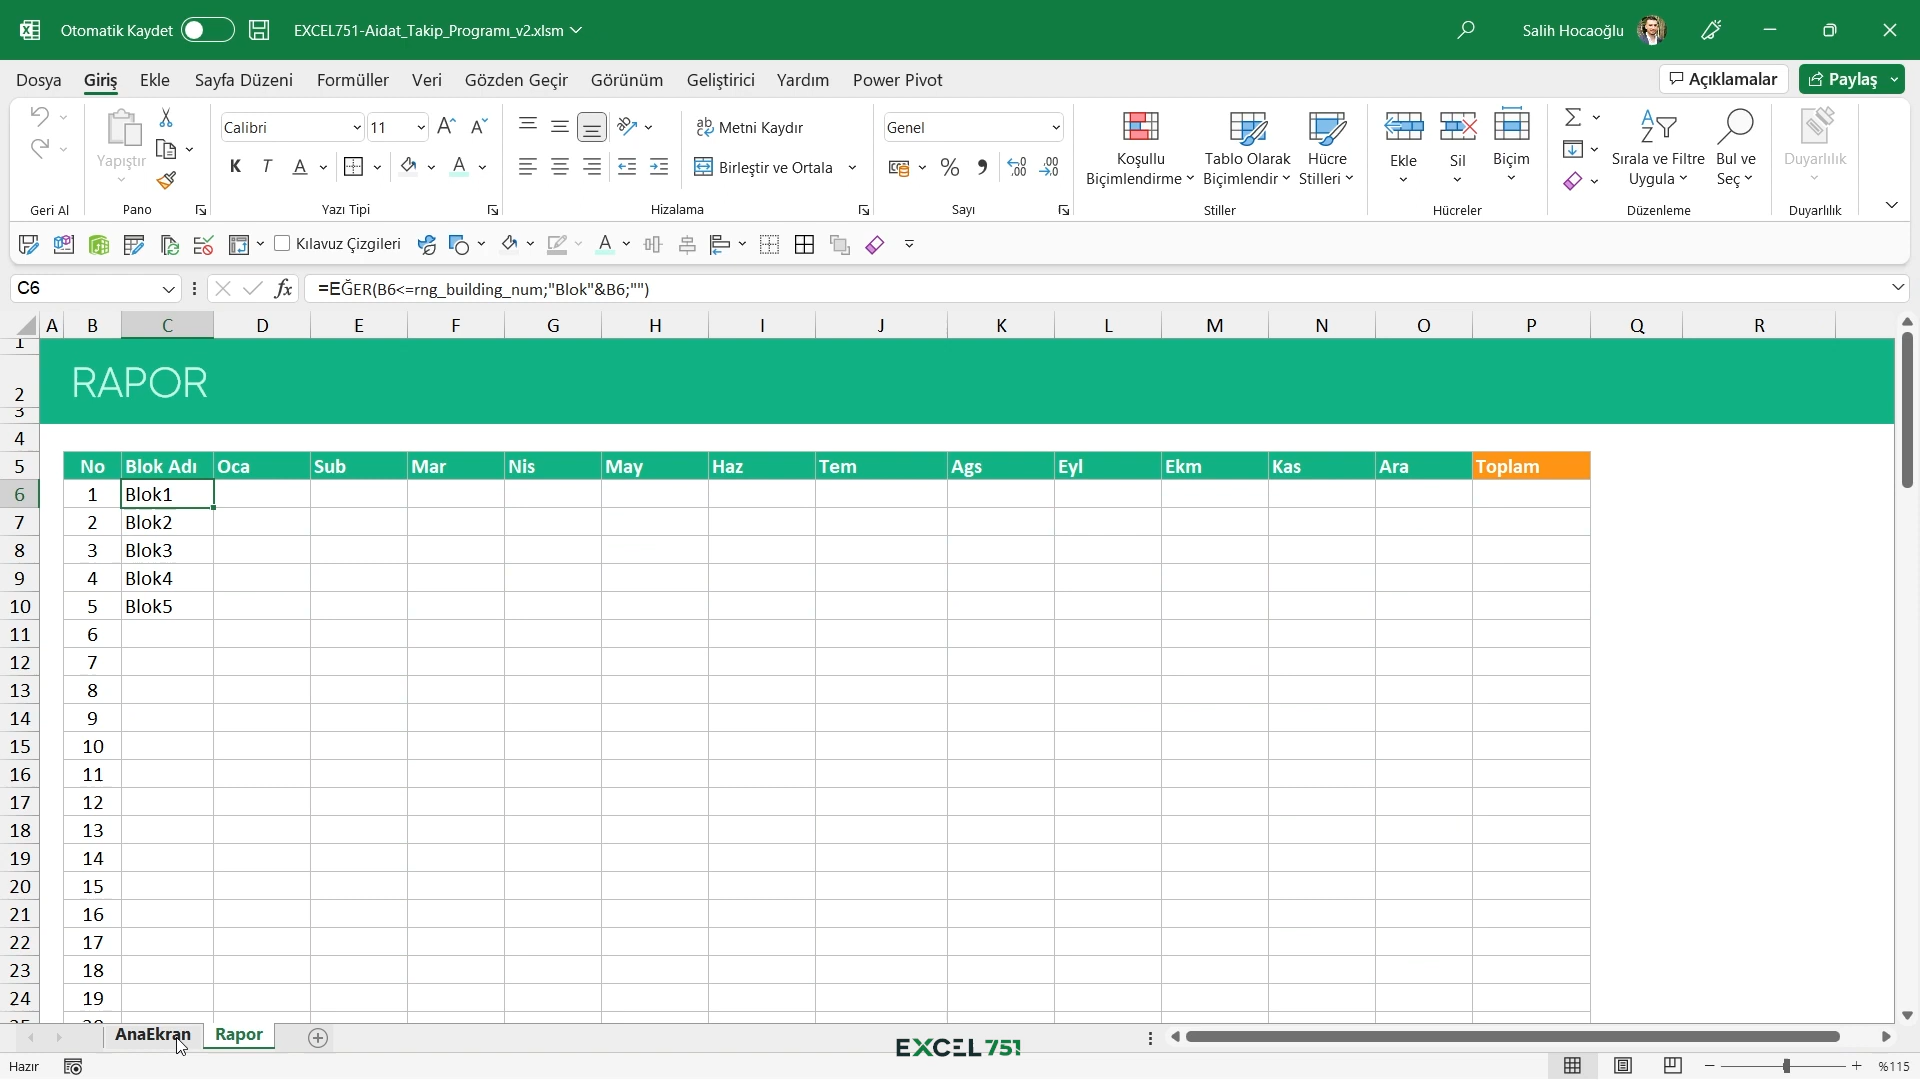 Otomatik Kaydet EXCEL751-Aidat_Takip_Programı_v2.xlsm Salih Hocaoğlu
Dosya Giriş Ekle Sayfa Düzeni Formüller Veri Gözden Geçir Görünüm Geliştirici Yardım Power Pivot Açıklamalar Paylaş
Calibri 11 Metni Kaydır Genel
Yapıştır K T A Birleştir ve Ortala % Koşullu Biçimlendirme Tablo Olarak Biçimlendir Hücre Stilleri Ekle Sil Biçim Sırala ve Filtre Uygula Bul ve Seç Duyarlılık
Geri Al Pano Yazı Tipi Hizalama Sayı Stiller Hücreler Düzenleme Duyarlılık
Kılavuz Çizgileri
C6 fx =EĞER(B6<=rng_building_num;"Blok"&B6;"")
A B C D E F G H I J K L M N O P Q R
1
2 RAPOR
3
4
5 No Blok Adı Oca Sub Mar Nis May Haz Tem Ags Eyl Ekm Kas Ara Toplam
6 1 Blok1
7 2 Blok2
8 3 Blok3
9 4 Blok4
10 5 Blok5
11 6
12 7
13 8
14 9
15 10
16 11
17 12
18 13
19 14
20 15
21 16
22 17
23 18
24 19
AnaEkran Rapor EXCEL 751
Hazır %115